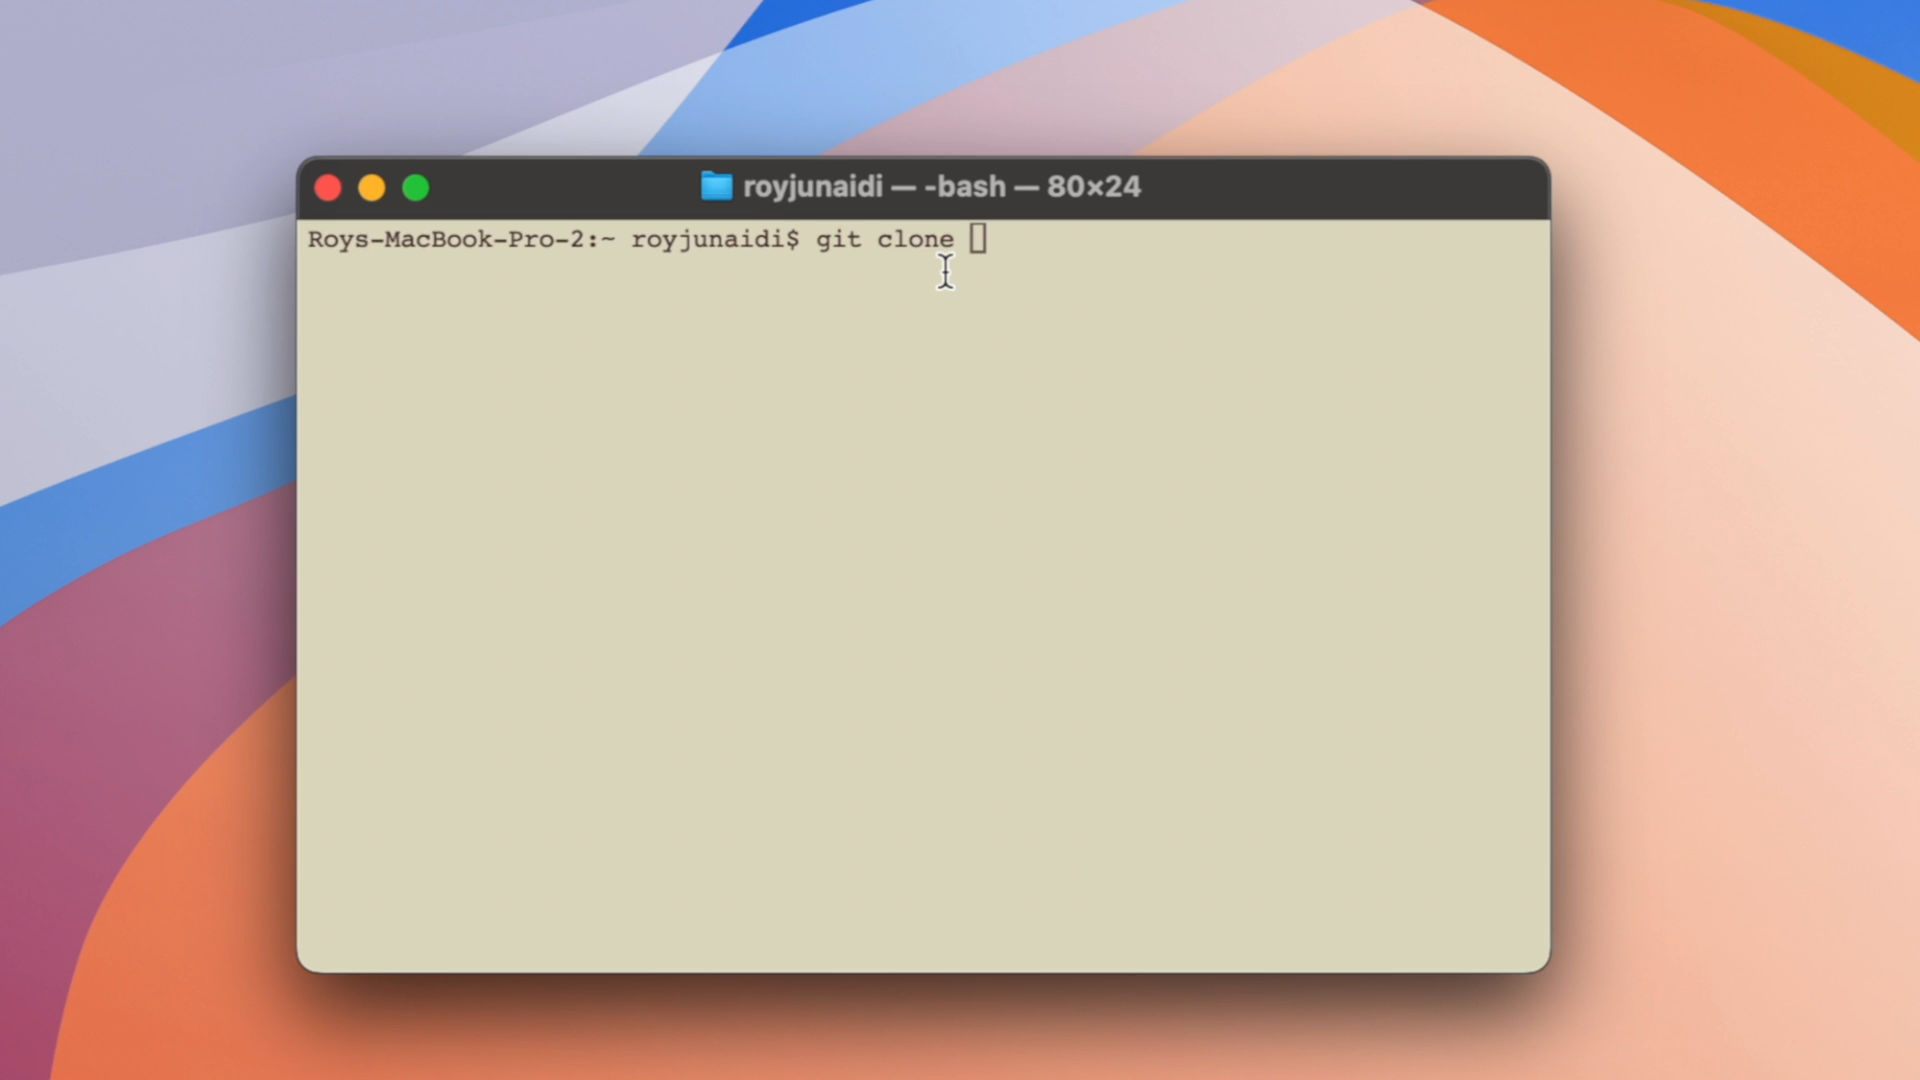 royjunaidi — -bash — 80×24
Roys-MacBook-Pro-2:~ royjunaidi$ git clone